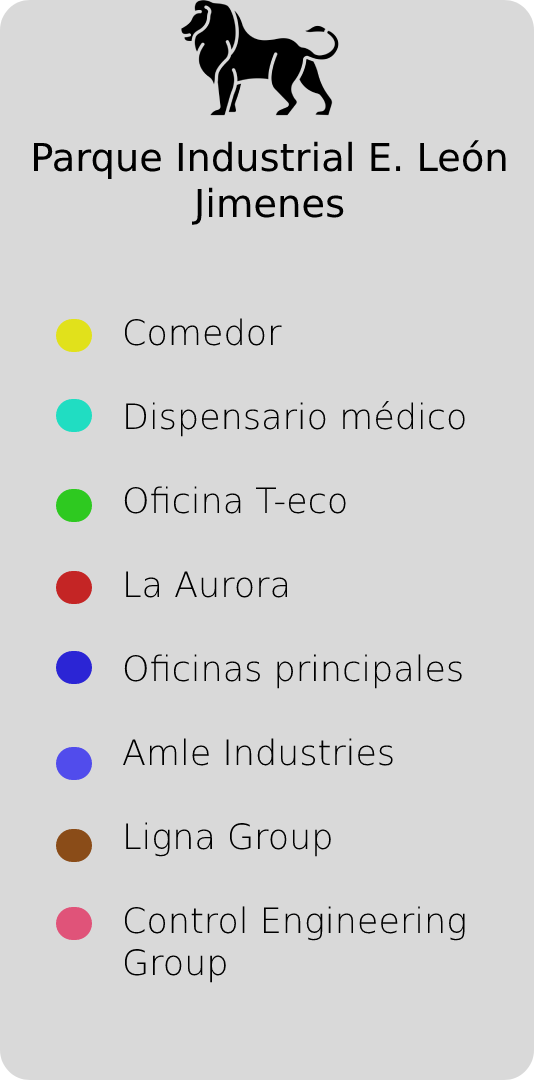 Parque Industrial E. León
Jimenes
Comedor
Dispensario médico
Oficina T-eco
La Aurora
Oficinas principales
Amle Industries
Ligna Group
Control Engineering
Group